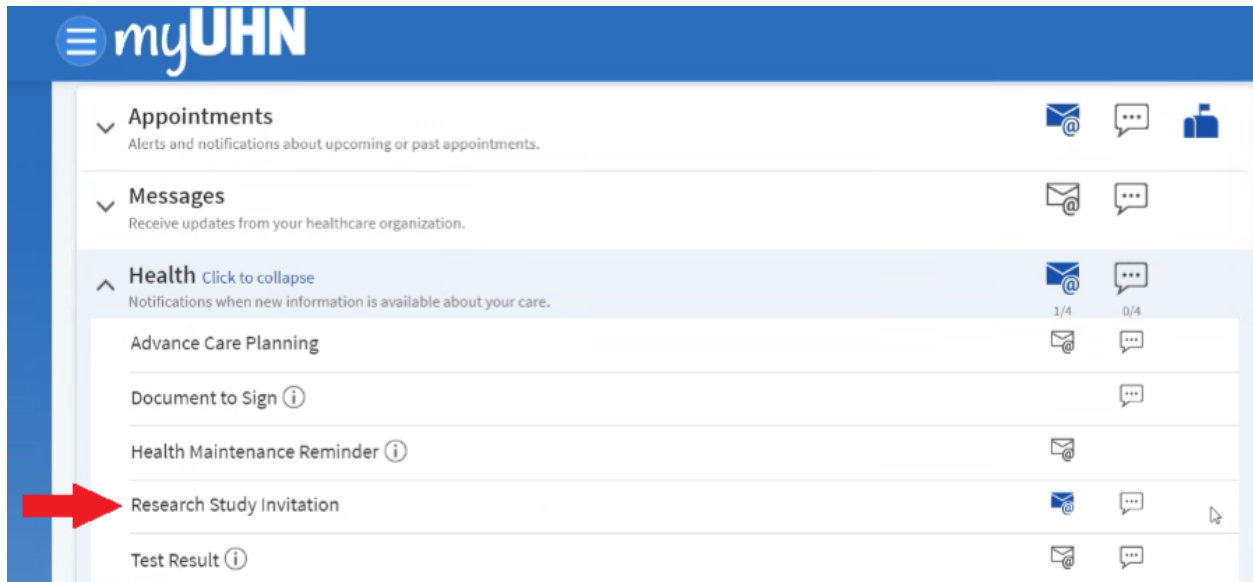 myUHN
Appointments
Alerts and notifications about upcoming or past appointments.
Messages
Receive updates from your healthcare organization.
Health Click to collapse
Notifications when new information is available about your care.
1/4 0/4
Advance Care Planning
Document to Sign
Health Maintenance Reminder
Research Study Invitation
Test Result